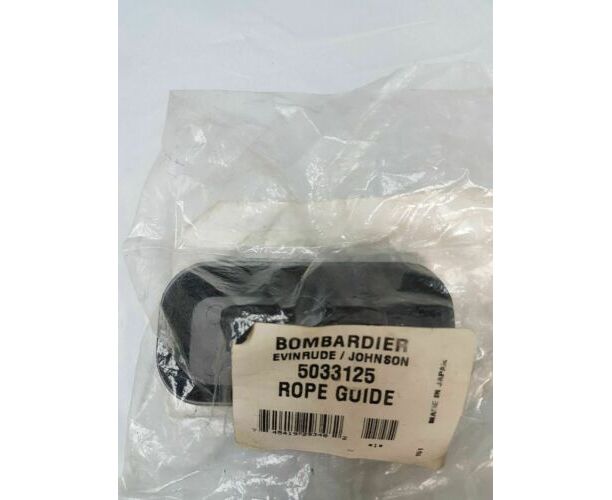 BOMBARDIER
EVINRUDE / JOHNSON
5033125
ROPE GUIDE
MADE IN JAPAN